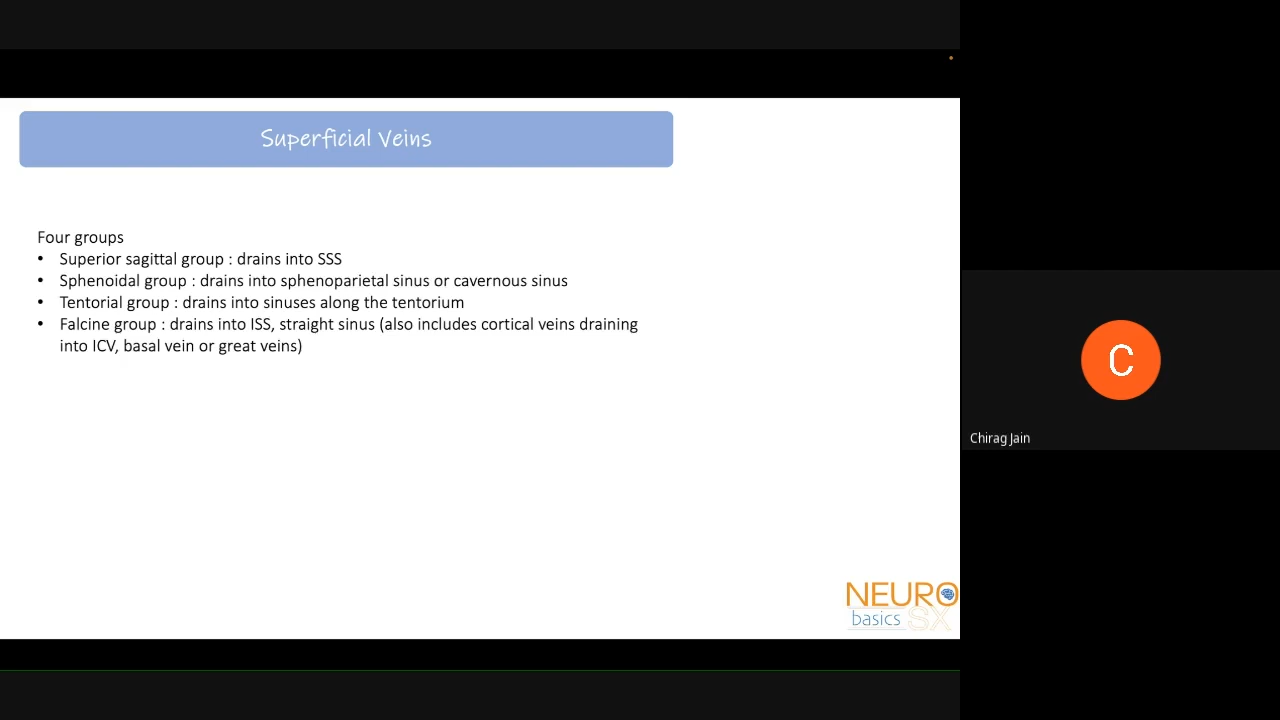 Superficial Veins
Four groups
• Superior sagittal group : drains into SSS
• Sphenoidal group : drains into sphenoparietal sinus or cavernous sinus
• Tentorial group : drains into sinuses along the tentorium
• Falcine group : drains into ISS, straight sinus (also includes cortical veins draining
into ICV, basal vein or great veins)
C
Chirag Jain
NEURO
basics SX